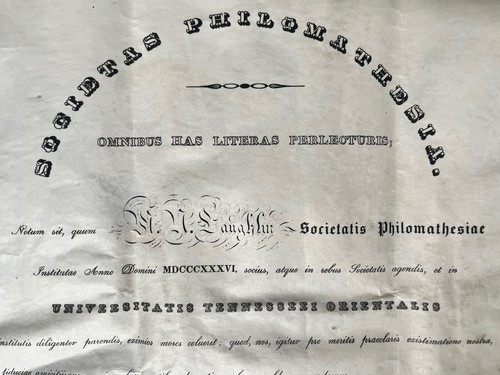 SOCIETAS PHILOMATHESIA.
OMNIBUS HAS LITERAS PERLECTURIS;
Notum sit, quum Laughlin Societatis Philomathesiae
Institutae Anno Domini MDCCCXXXVI, socius, atque in rebus Societatis agendis, et in
UNIVERSITATIS TENNESSEEI ORIENTALIS
institutis diligenter parendis, eximios mores coluerit; quod, nos, igitur pro meritis praeclaris existimatione nostra,
fiduciae